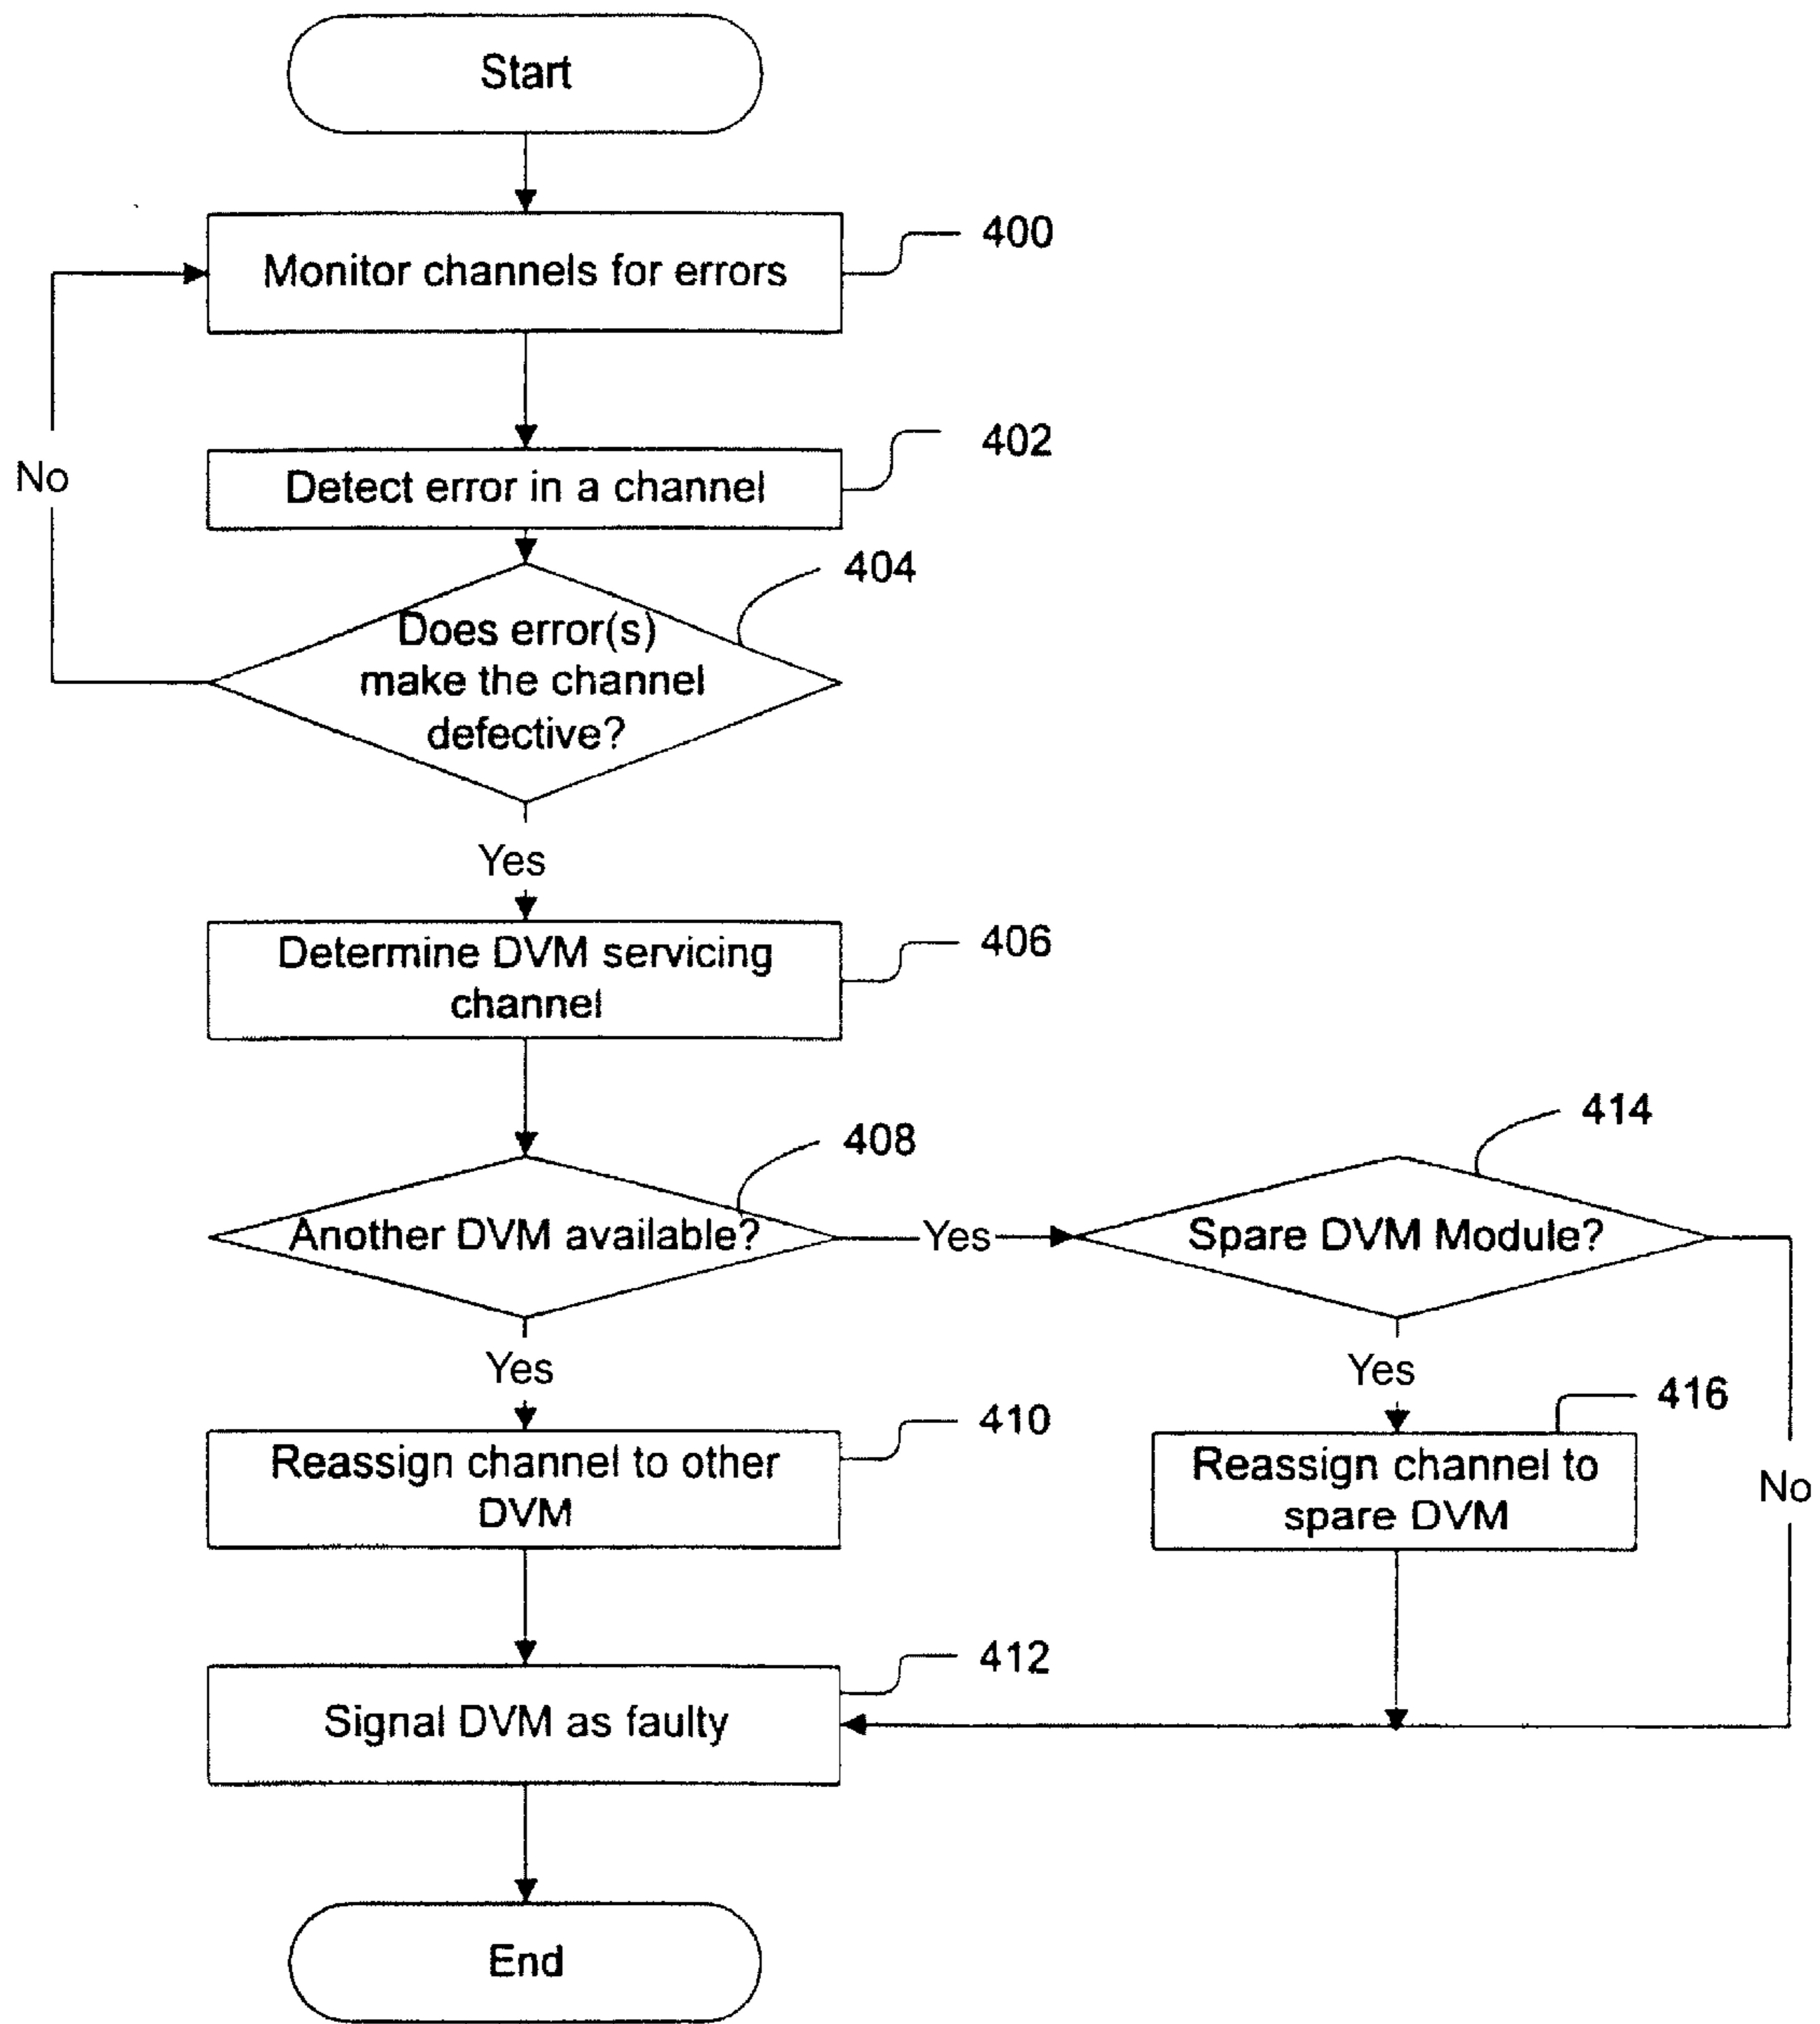 Start
400
Monitor channels for errors
402
No
Detect error in a channel
404
Does error(s)
make the channel
defective?
Yes
406
Determine DVM servicing
channel
414
408
Another DVM available?
Yes
Spare DVM Module?
Yes
Yes
410
416
Reassign channel to other
DVM
Reassign channel to
spare DVM
No
412
Signal DVM as faulty
End